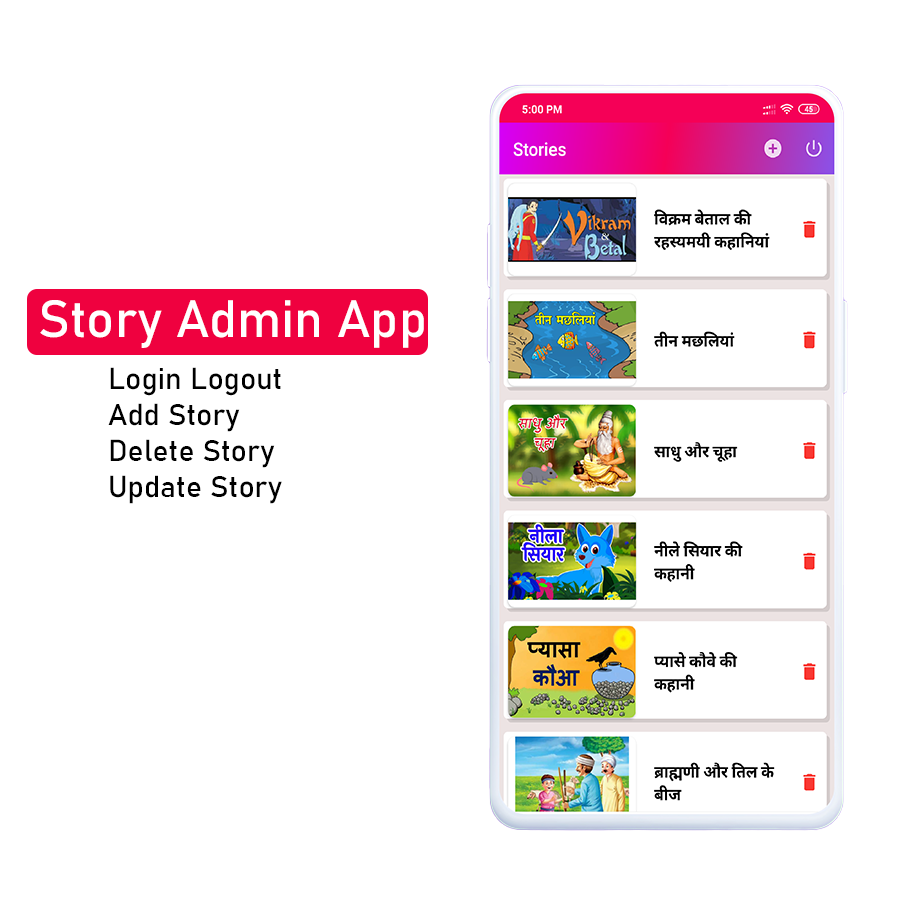 Story Admin App
Login Logout
Add Story
Delete Story
Update Story
5:00 PM
45
Stories
Vikram
&
Betal
विक्रम बेताल की
रहस्यमयी कहानियां
तीन मछलियां
तीन मछलियां
साधु और
चूहा
साधु और चूहा
नीला
सियार
नीले सियार की
कहानी
प्यासा
कौआ
प्यासे कौवे की
कहानी
ब्राह्मणी और तिल के
बीज